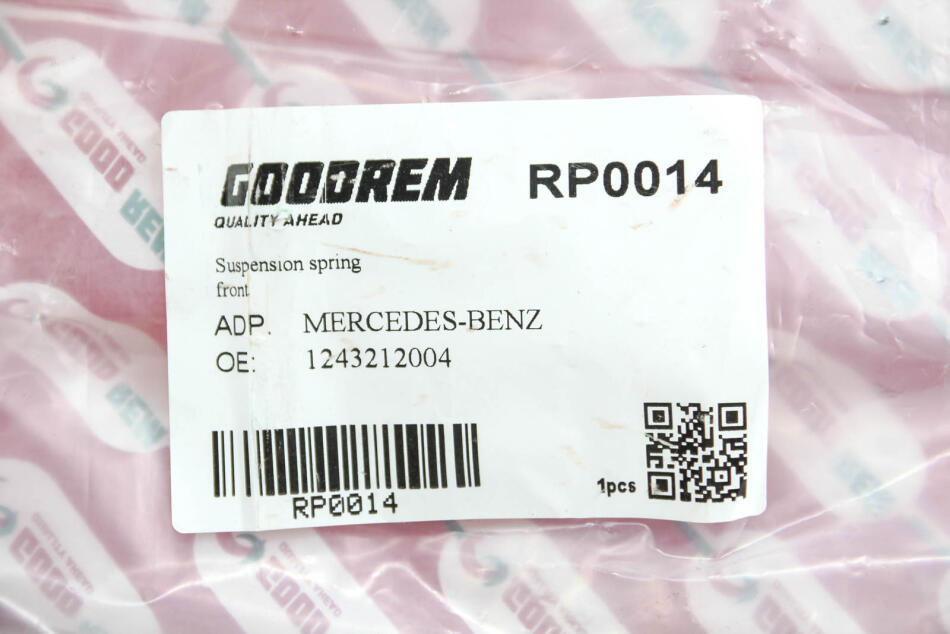 GOODREM
RP0014
QUALITY AHEAD
Suspension spring
front
ADP. MERCEDES-BENZ
OE: 1243212004
RP0014
1pcs